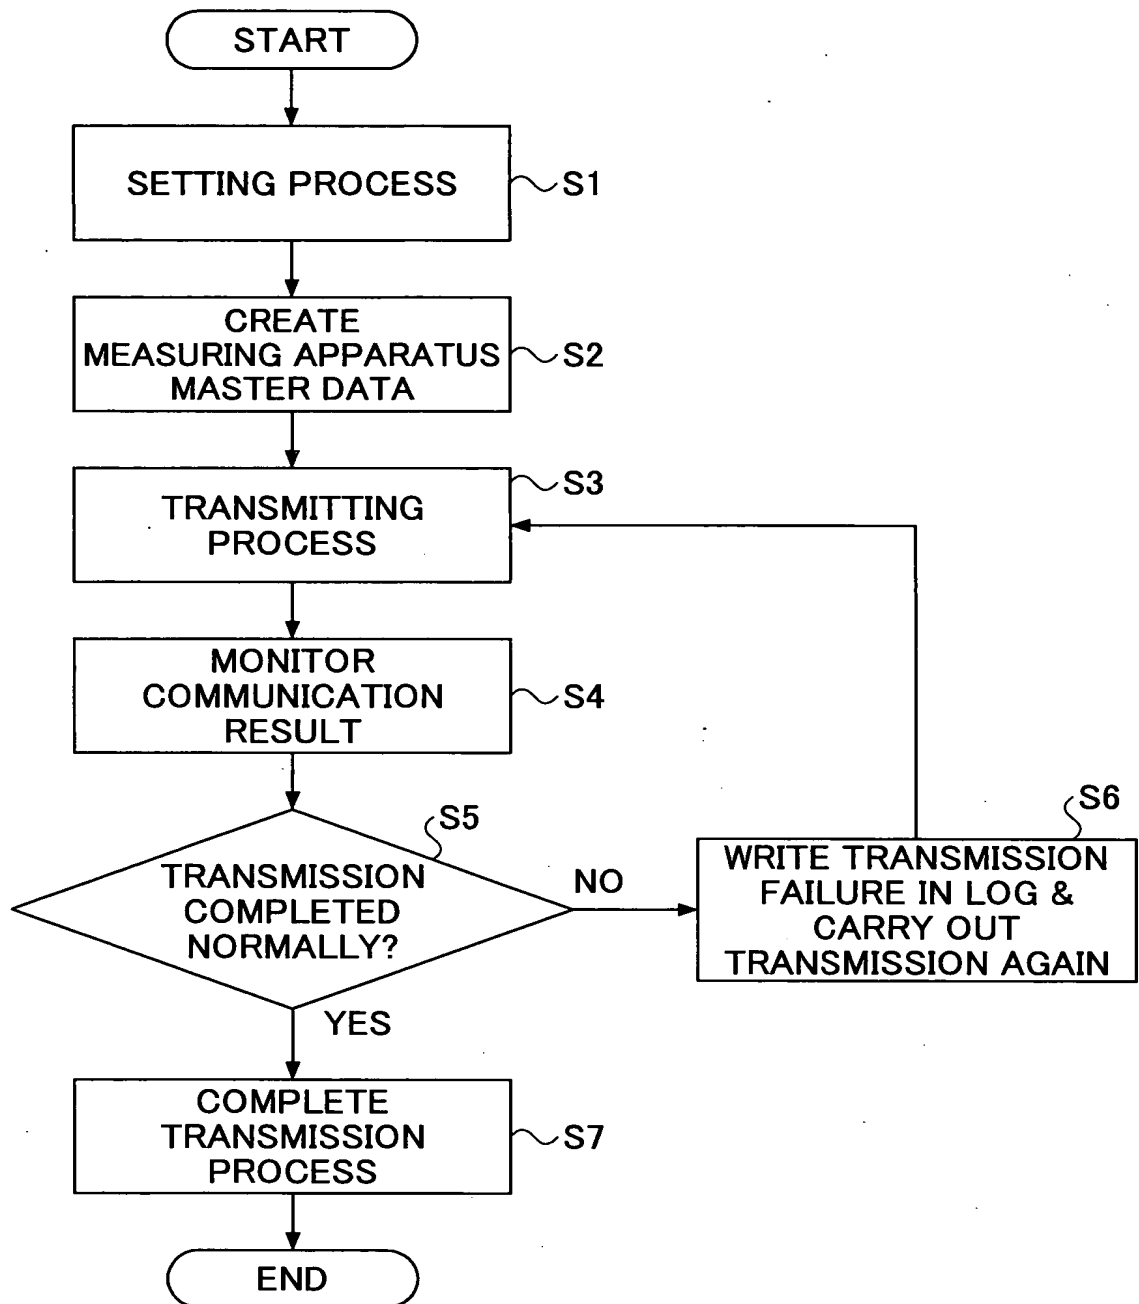 START
SETTING PROCESS
S1
CREATE
MEASURING APPARATUS
MASTER DATA
S2
TRANSMITTING
PROCESS
S3
MONITOR
COMMUNICATION
RESULT
S4
TRANSMISSION
COMPLETED
NORMALLY?
S5
NO
WRITE TRANSMISSION
FAILURE IN LOG &
CARRY OUT
TRANSMISSION AGAIN
S6
YES
COMPLETE
TRANSMISSION
PROCESS
S7
END